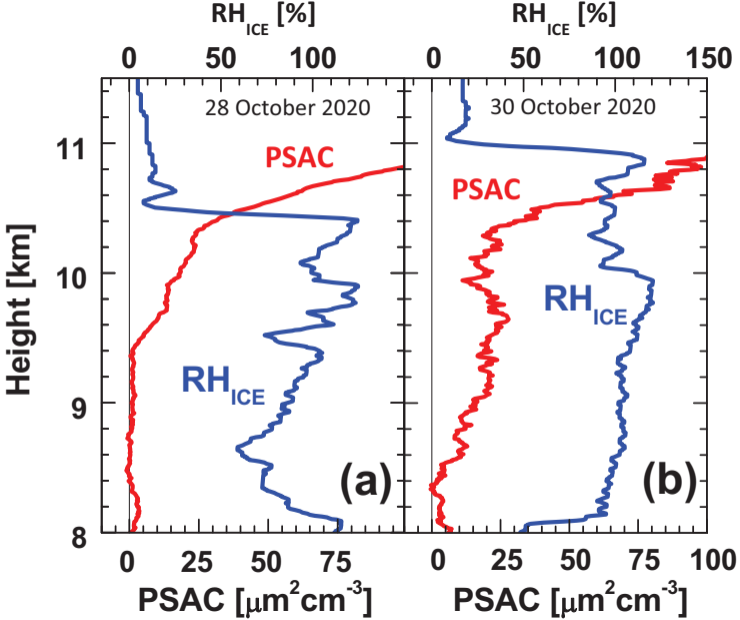 RH_ICE [%] RH_ICE [%]
0 50 100 0 50 100 150
28 October 2020 30 October 2020
11
PSAC
PSAC
10
RH_ICE
RH_ICE
9
(a) (b)
8
Height [km]
0 25 50 75 0 25 50 75 100
PSAC [μm²cm⁻³] PSAC [μm²cm⁻³]